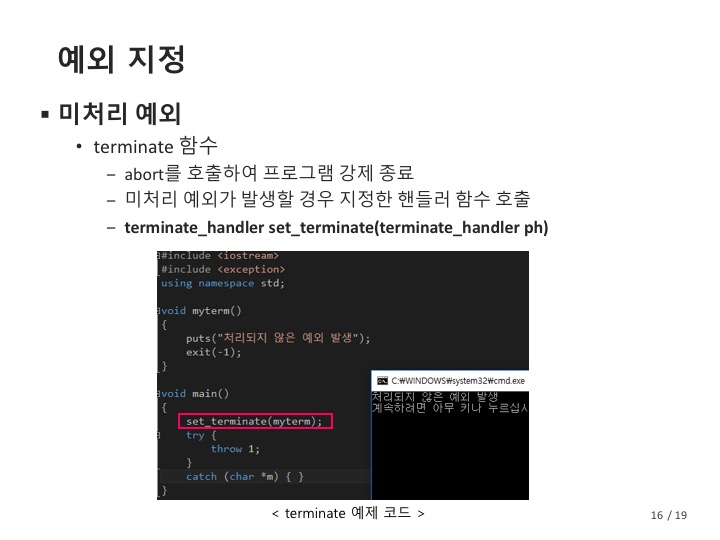 예외 지정
▪ 미처리 예외
• terminate 함수
– abort를 호출하여 프로그램 강제 종료
– 미처리 예외가 발생할 경우 지정한 핸들러 함수 호출
– terminate_handler set_terminate(terminate_handler ph)
#include <iostream>
#include <exception>
using namespace std;
void myterm()
{
puts("처리되지 않은 예외 발생");
exit(-1);
}
void main()
{
set_terminate(myterm);
try {
throw 1;
}
catch (char *m) { }
}
C:₩WINDOWS₩system32₩cmd.exe
처리되지 않은 예외 발생
계속하려면 아무 키나 누르십시
< terminate 예제 코드 >
16 / 19